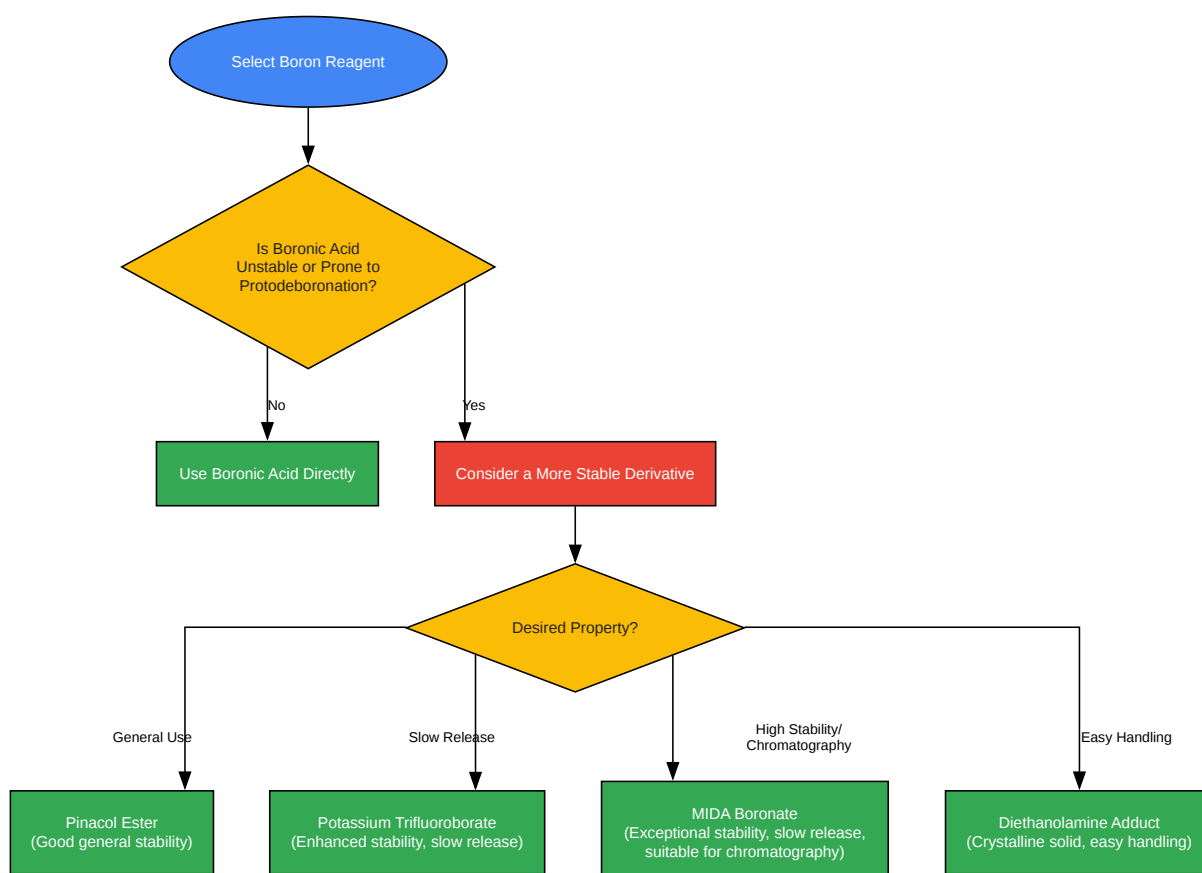 Select Boron Reagent
Is Boronic Acid
Unstable or Prone to
Protodeboronation?
No
Yes
Use Boronic Acid Directly
Consider a More Stable Derivative
Desired Property?
General Use
Slow Release
High Stability/
Chromatography
Easy Handling
Pinacol Ester
(Good general stability)
Potassium Trifluoroborate
(Enhanced stability, slow release)
MIDA Boronate
(Exceptional stability, slow release,
suitable for chromatography)
Diethanolamine Adduct
(Crystalline solid, easy handling)